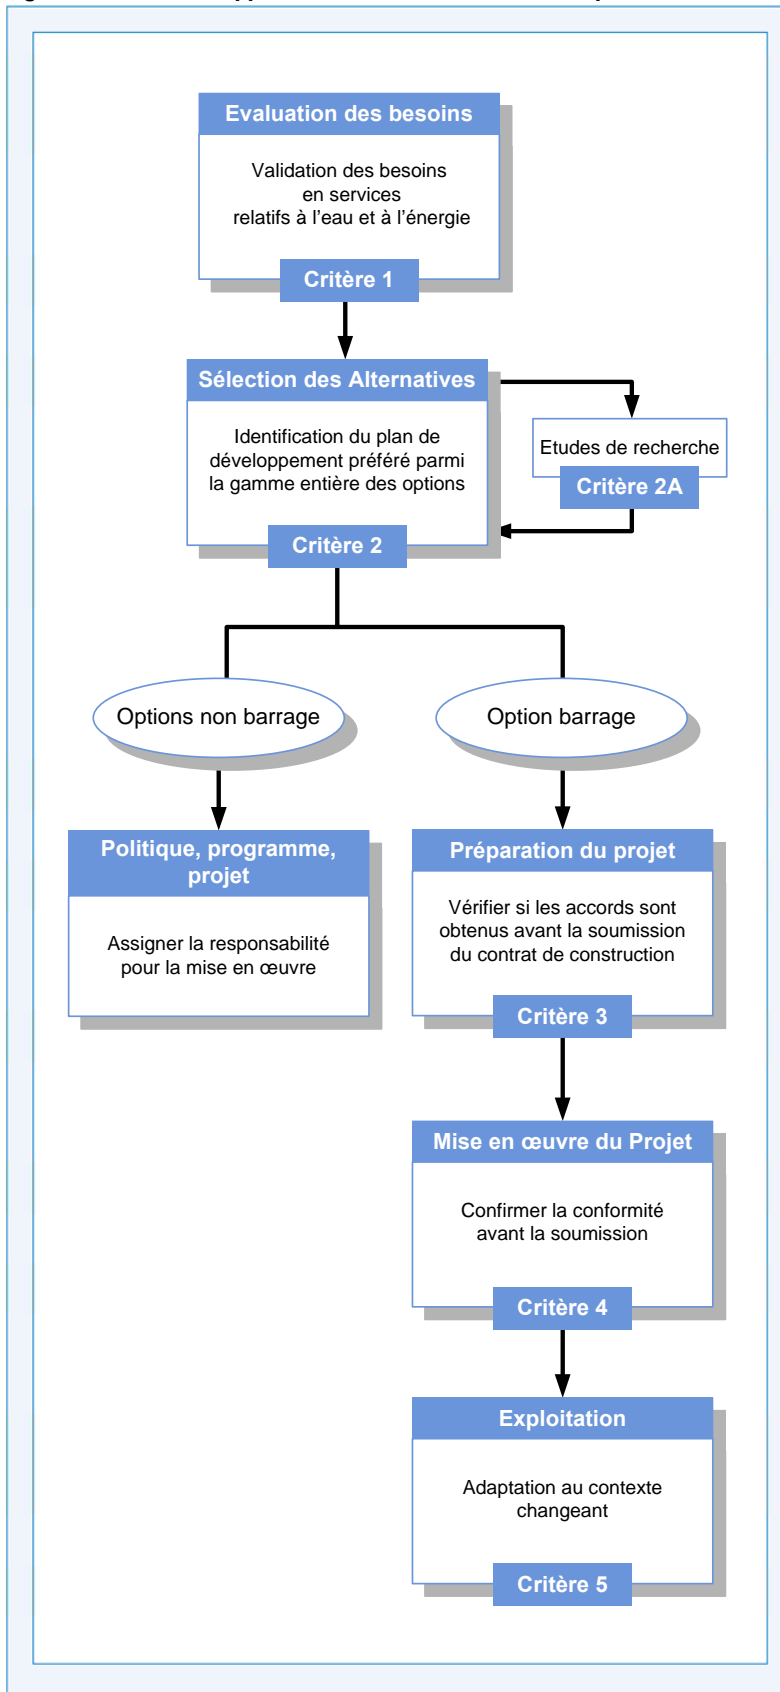 Evaluation des besoins
Validation des besoins
en services
relatifs à l'eau et à l'énergie
Critère 1
Sélection des Alternatives
Identification du plan de
développement préféré parmi
la gamme entière des options
Critère 2
Etudes de recherche
Critère 2A
Options non barrage
Option barrage
Politique, programme,
projet
Assigner la responsabilité
pour la mise en œuvre
Préparation du projet
Vérifier si les accords sont
obtenus avant la soumission
du contrat de construction
Critère 3
Mise en œuvre du Projet
Confirmer la conformité
avant la soumission
Critère 4
Exploitation
Adaptation au contexte
changeant
Critère 5